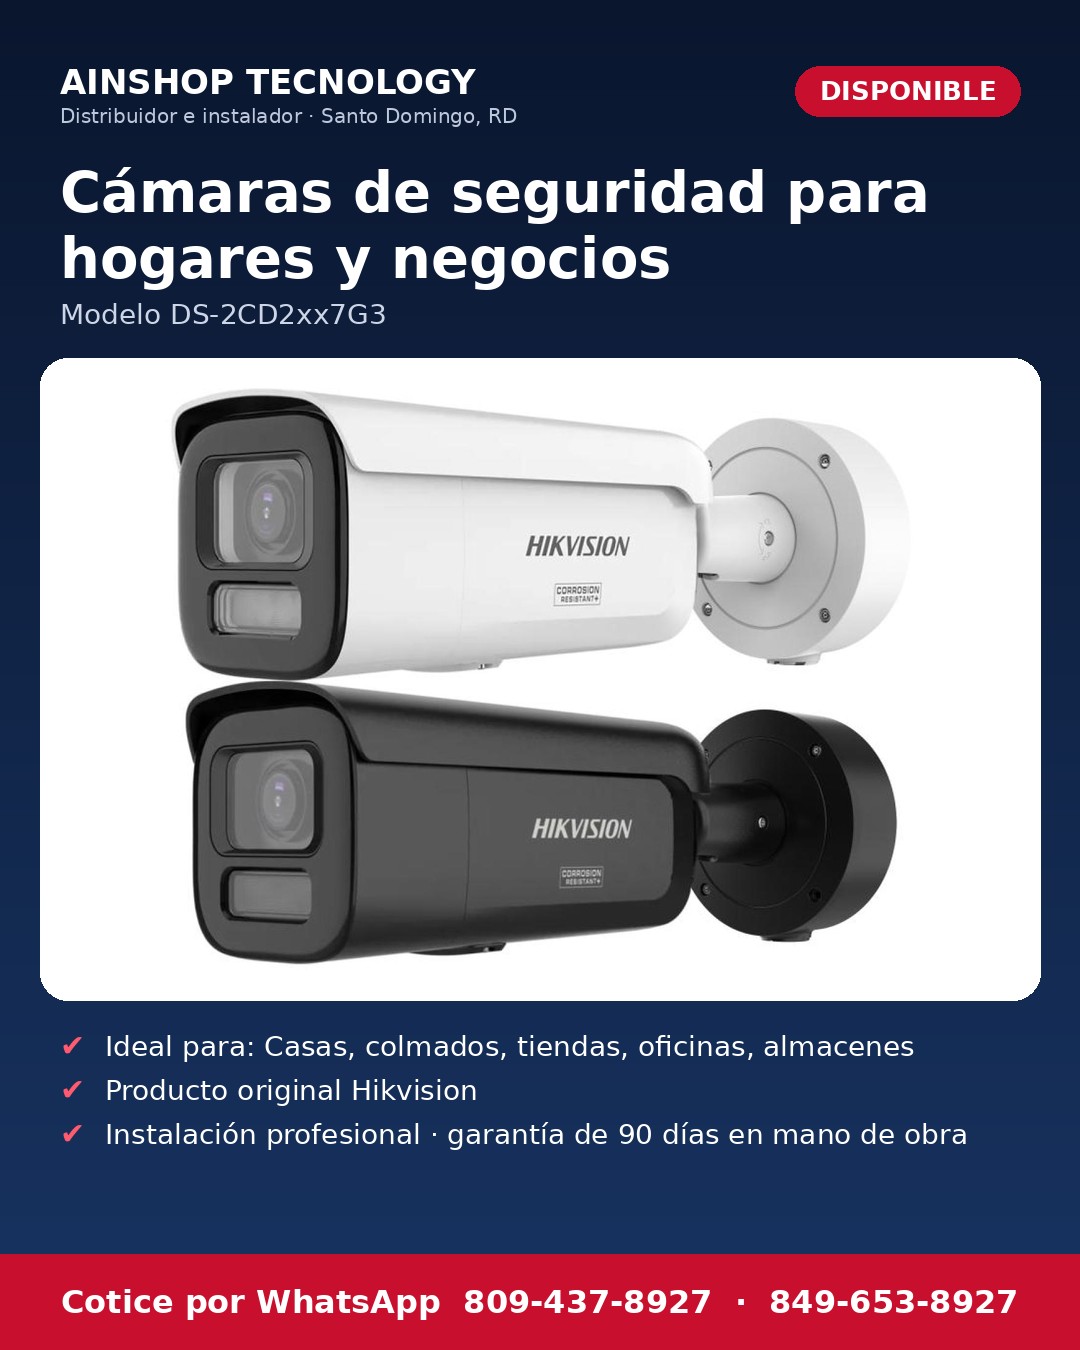 AINSHOP TECNOLOGY
Distribuidor e instalador · Santo Domingo, RD
DISPONIBLE
Cámaras de seguridad para
hogares y negocios
Modelo DS-2CD2xx7G3
HIKVISION
CORROSION
RESISTANT+
HIKVISION
CORROSION
RESISTANT+
✔ Ideal para: Casas, colmados, tiendas, oficinas, almacenes
✔ Producto original Hikvision
✔ Instalación profesional · garantía de 90 días en mano de obra
Cotice por WhatsApp 809-437-8927 · 849-653-8927